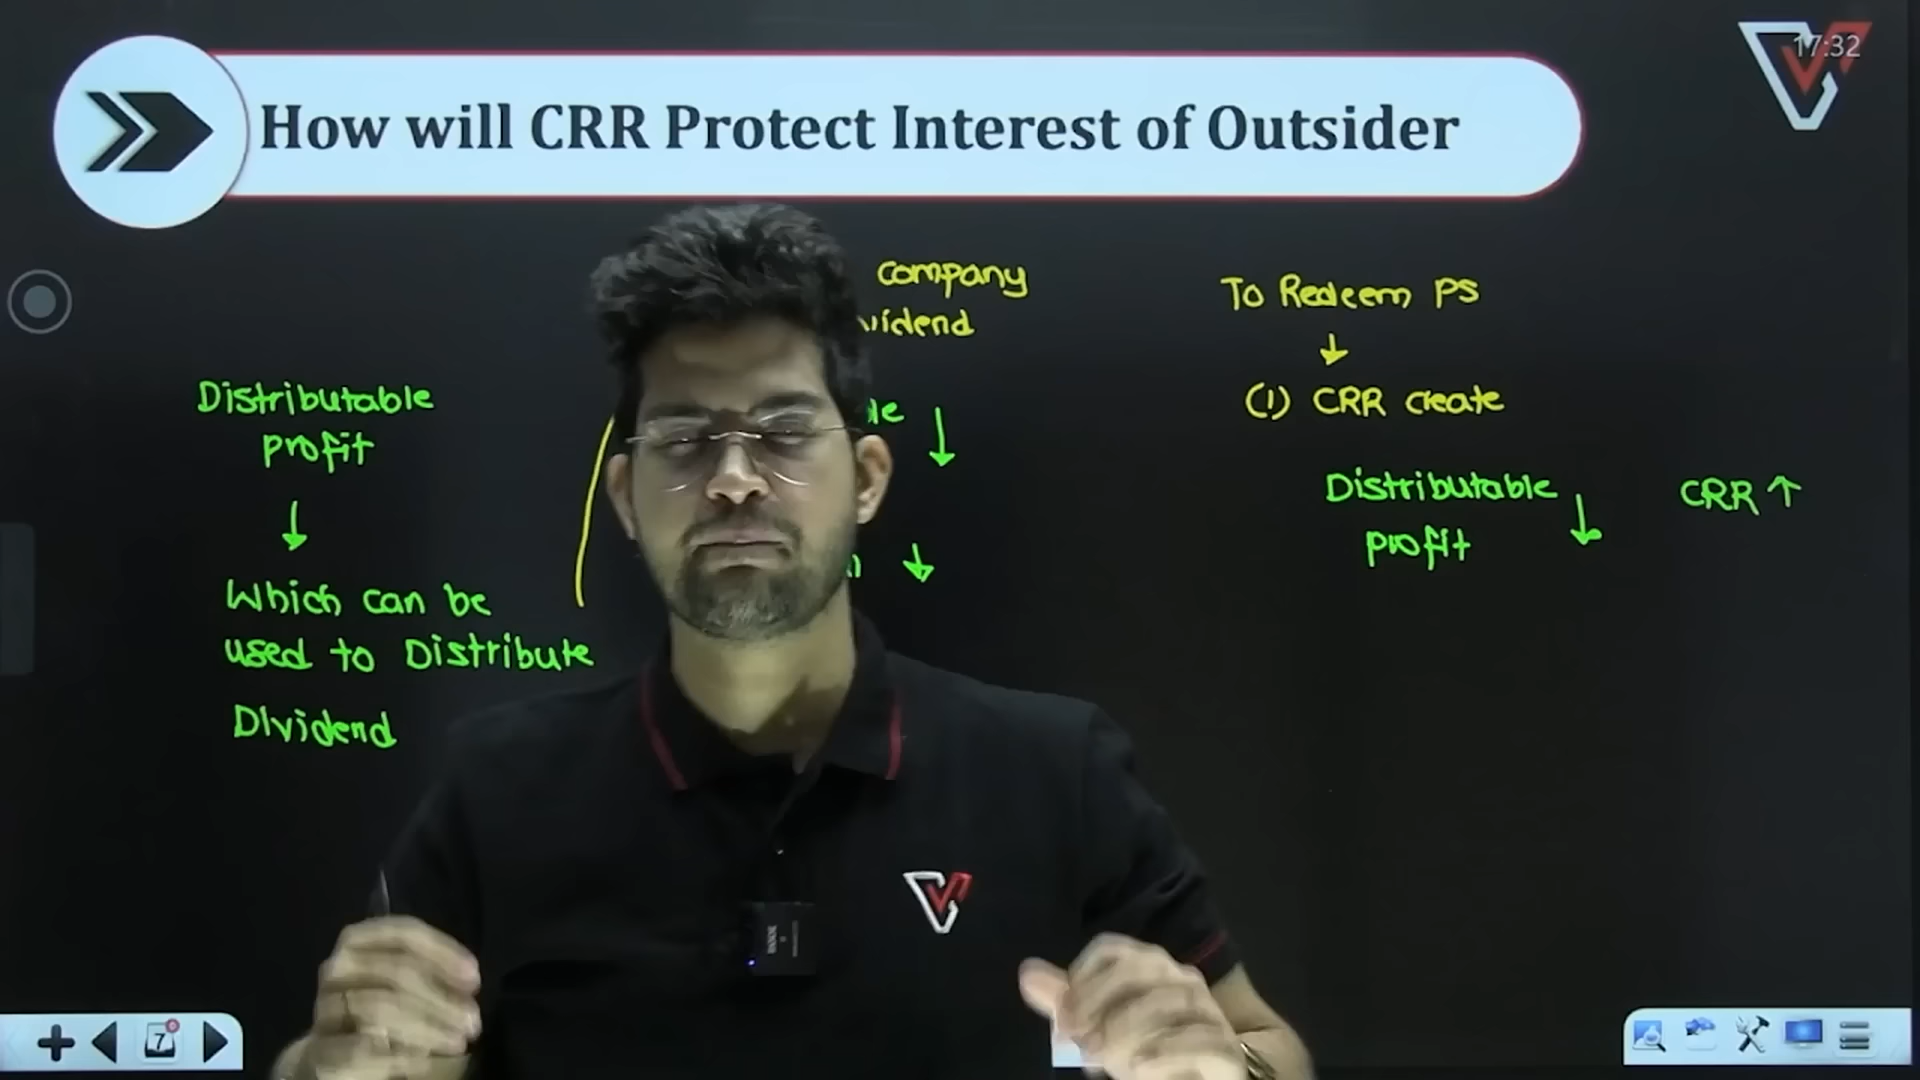 How will CRR Protect Interest of Outsider
17:32
Distributable
profit
↓
Which can be
used to Distribute
Dividend
company
↓
↓
To Redeem PS
↓
(1) CRR create
Distributable ↓
profit
CRR ↑
7